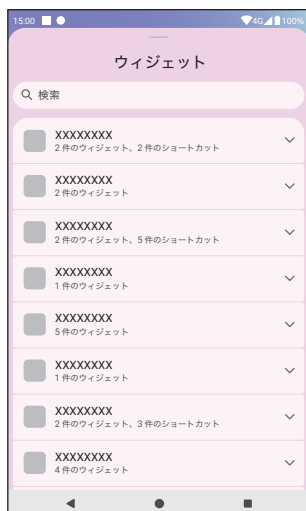 15:00 4G 100%
ウィジェット
検索
XXXXXXXX
2 件のウィジェット、2 件のショートカット
XXXXXXXX
2 件のウィジェット
XXXXXXXX
2 件のウィジェット、5 件のショートカット
XXXXXXXX
1 件のウィジェット
XXXXXXXX
5 件のウィジェット
XXXXXXXX
1 件のウィジェット
XXXXXXXX
2 件のウィジェット、3 件のショートカット
XXXXXXXX
4 件のウィジェット